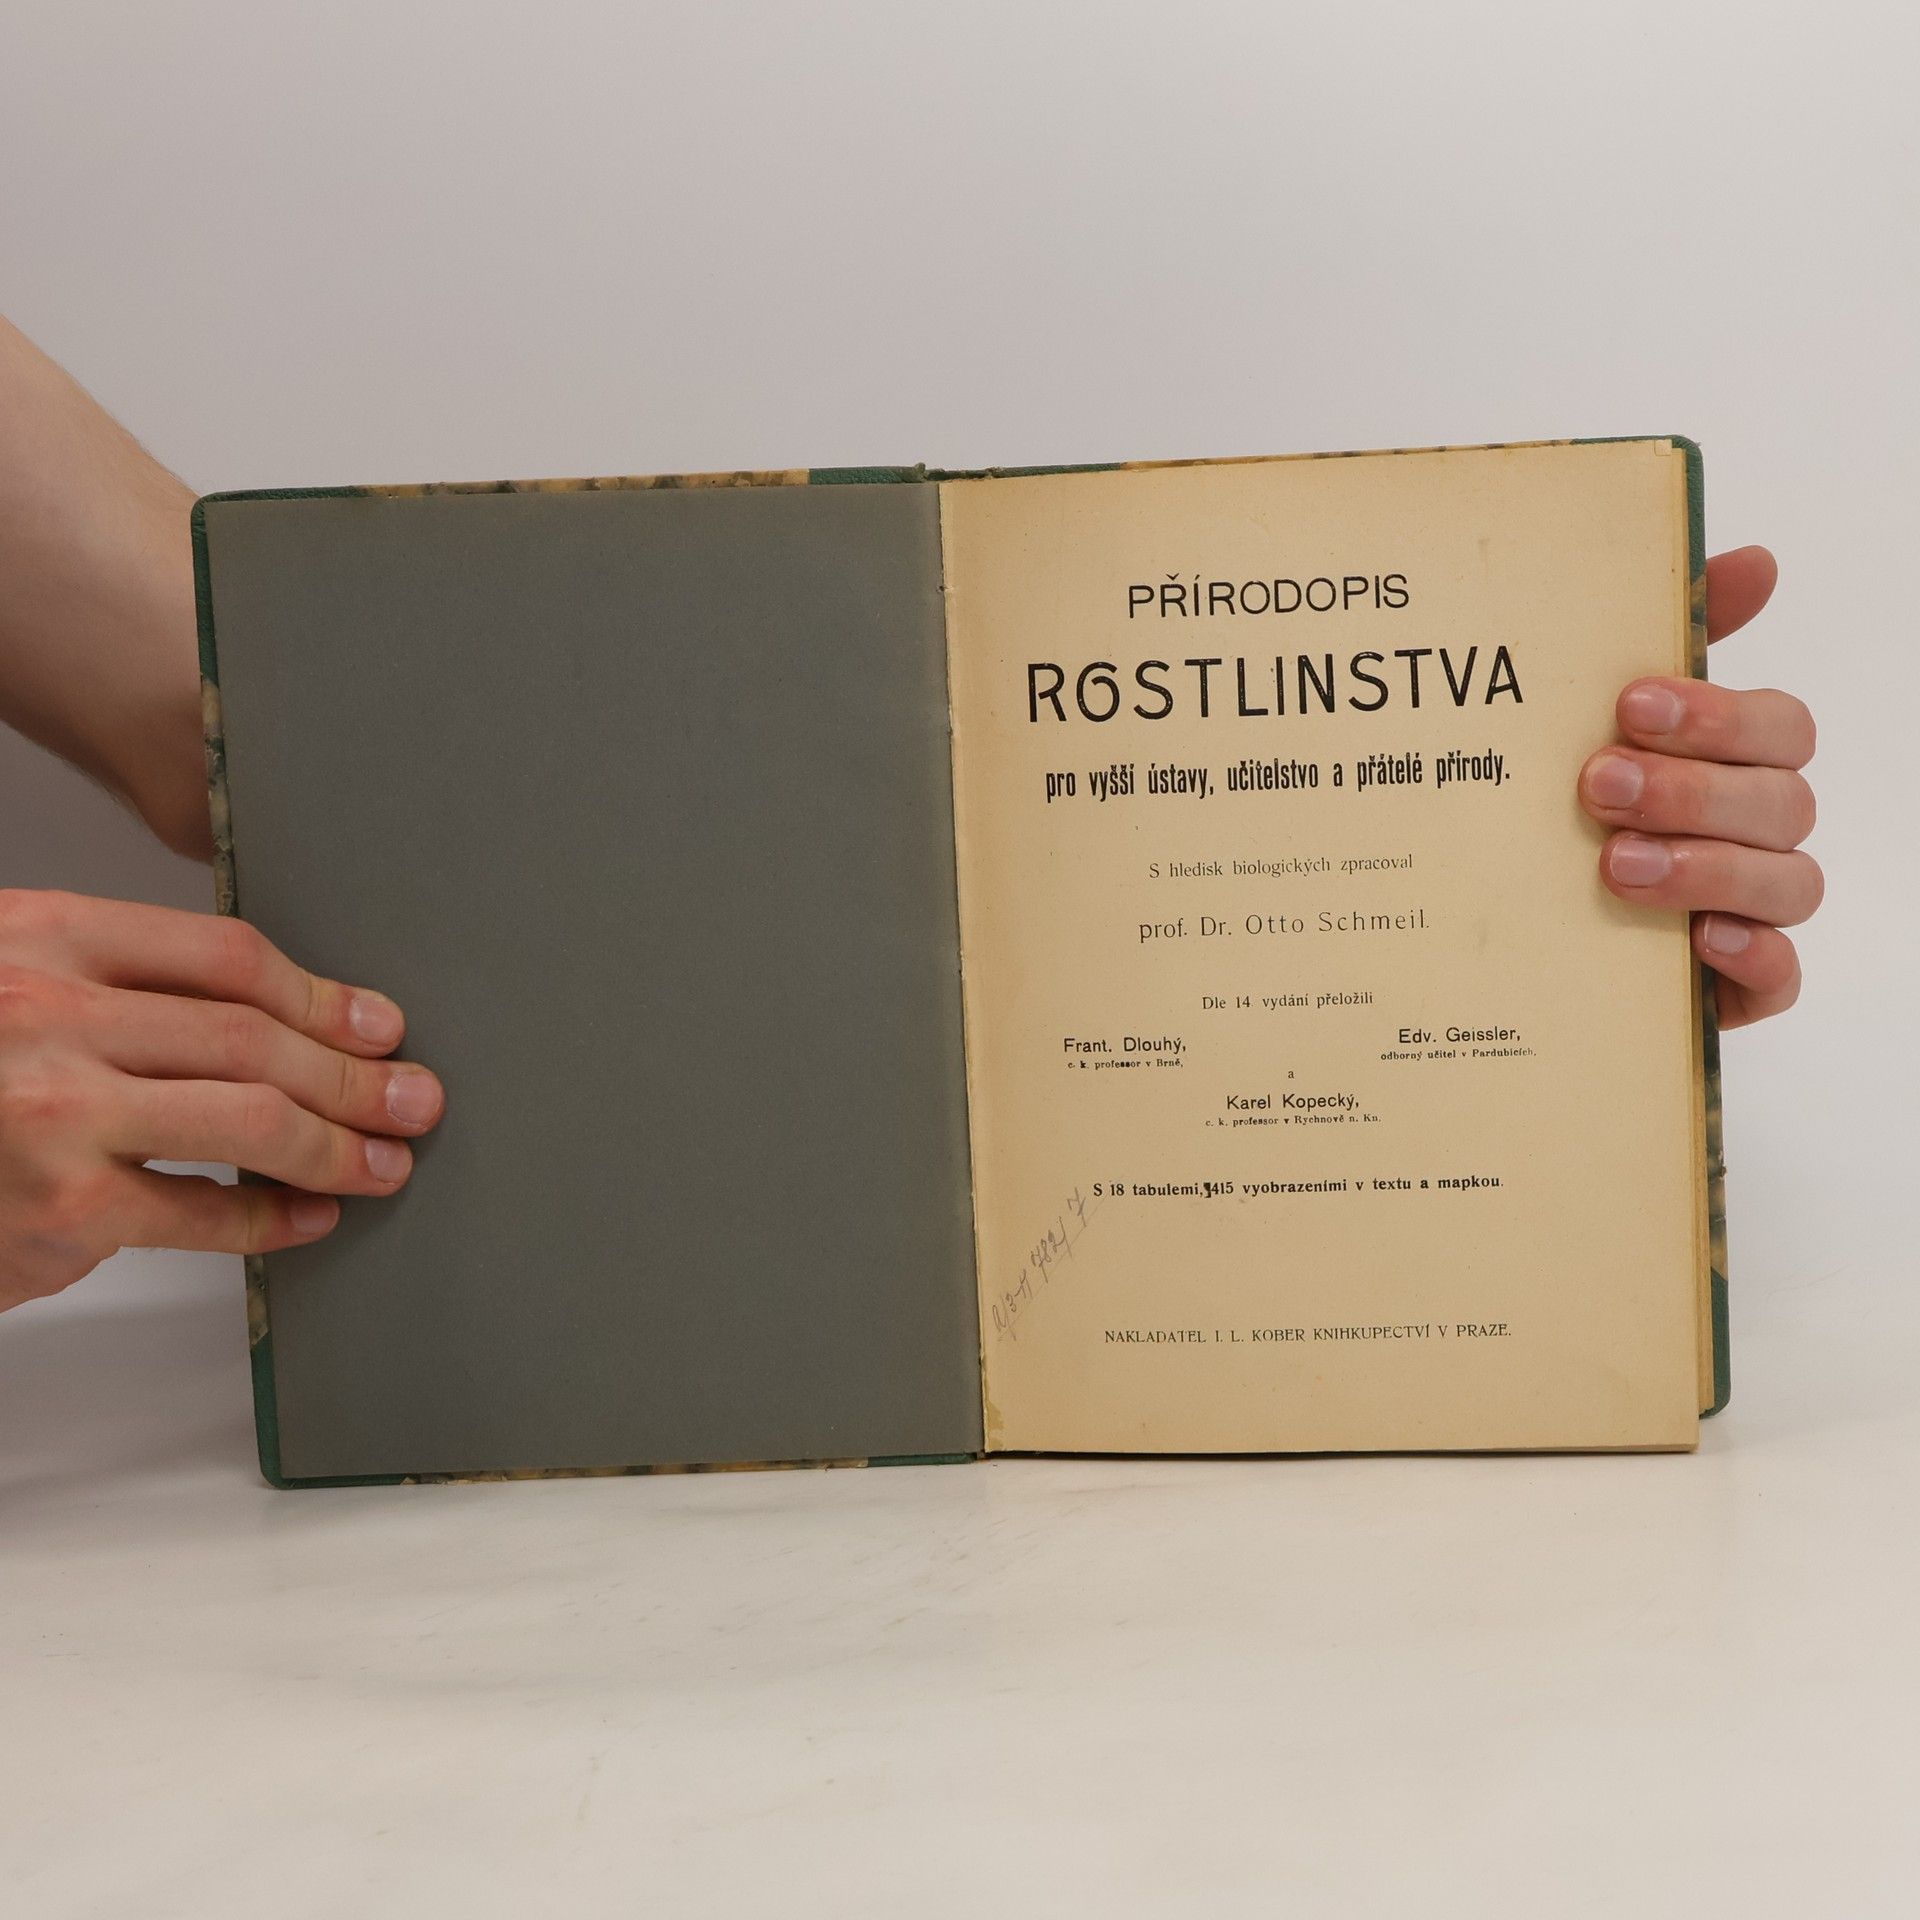 PŘÍRODOPIS
ROSTLINSTVA
pro vyšší ústavy, učitelstvo a přátelé přírody.
S hledisk biologických zpracoval
prof. Dr. Otto Schmeil.
Dle 14 vydání přeložili
Frant. Dlouhý,
c. k. professor v Brně,
Edv. Geissler,
odborný učitel v Pardubicích,
a
Karel Kopecký,
c. k. professor v Rychnově n. Kn.
S 18 tabulemi, 415 vyobrazeními v textu a mapkou.
NAKLADATEL I. L. KOBER KNIHKUPECTVÍ V PRAZE.